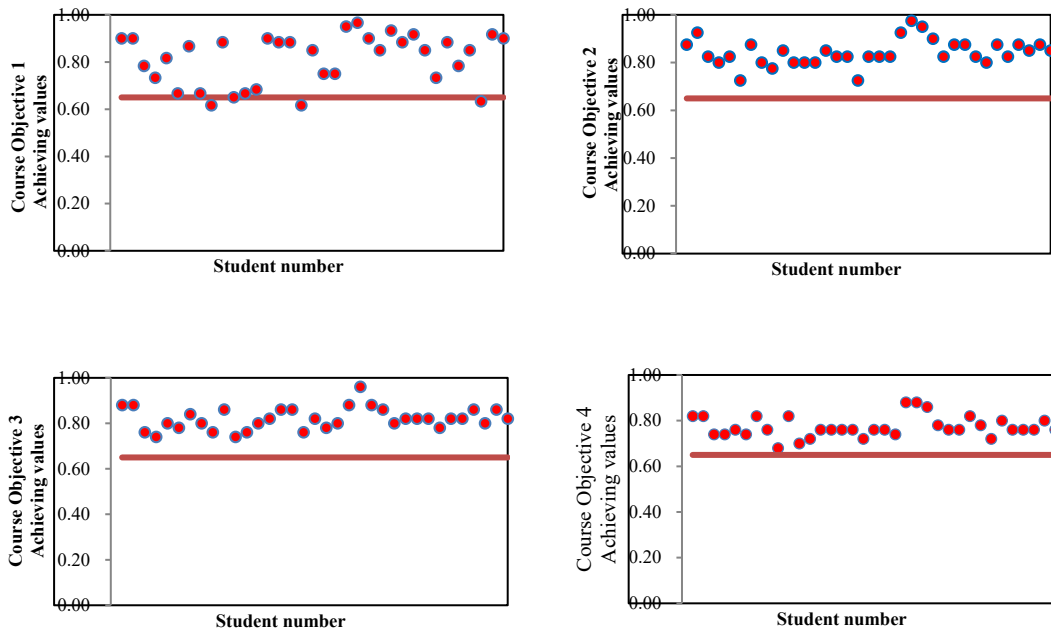 1.00
0.80
0.60
0.40
0.20
0.00
Course Objective 1
Achieving values
Student number
1.00
0.80
0.60
0.40
0.20
0.00
Course Objective 2
Achieving values
Student number
1.00
0.80
0.60
0.40
0.20
0.00
Course Objective 3
Achieving values
Student number
1.00
0.80
0.60
0.40
0.20
0.00
Course Objective 4
Achieving values
Student number